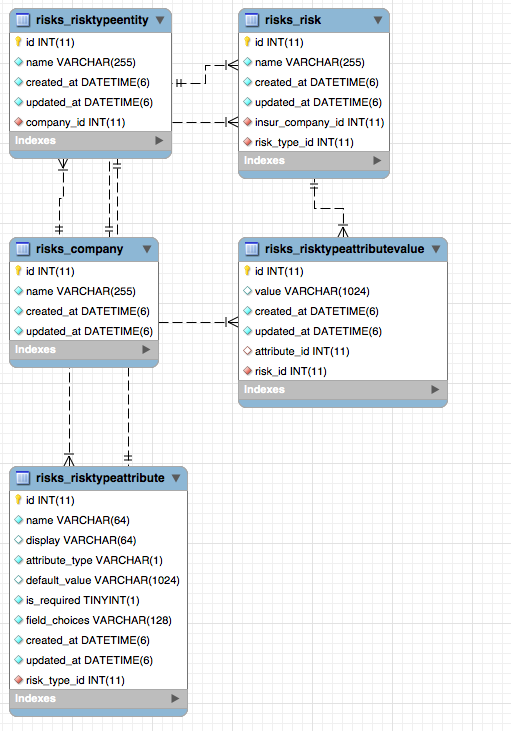 risks_risktypeentity
id INT(11)
name VARCHAR(255)
created_at DATETIME(6)
updated_at DATETIME(6)
company_id INT(11)
Indexes
risks_risk
id INT(11)
name VARCHAR(255)
created_at DATETIME(6)
updated_at DATETIME(6)
insur_company_id INT(11)
risk_type_id INT(11)
Indexes
risks_company
id INT(11)
name VARCHAR(255)
created_at DATETIME(6)
updated_at DATETIME(6)
Indexes
risks_risktypeattributevalue
id INT(11)
value VARCHAR(1024)
created_at DATETIME(6)
updated_at DATETIME(6)
attribute_id INT(11)
risk_id INT(11)
Indexes
risks_risktypeattribute
id INT(11)
name VARCHAR(64)
display VARCHAR(64)
attribute_type VARCHAR(1)
default_value VARCHAR(1024)
is_required TINYINT(1)
field_choices VARCHAR(128)
created_at DATETIME(6)
updated_at DATETIME(6)
risk_type_id INT(11)
Indexes